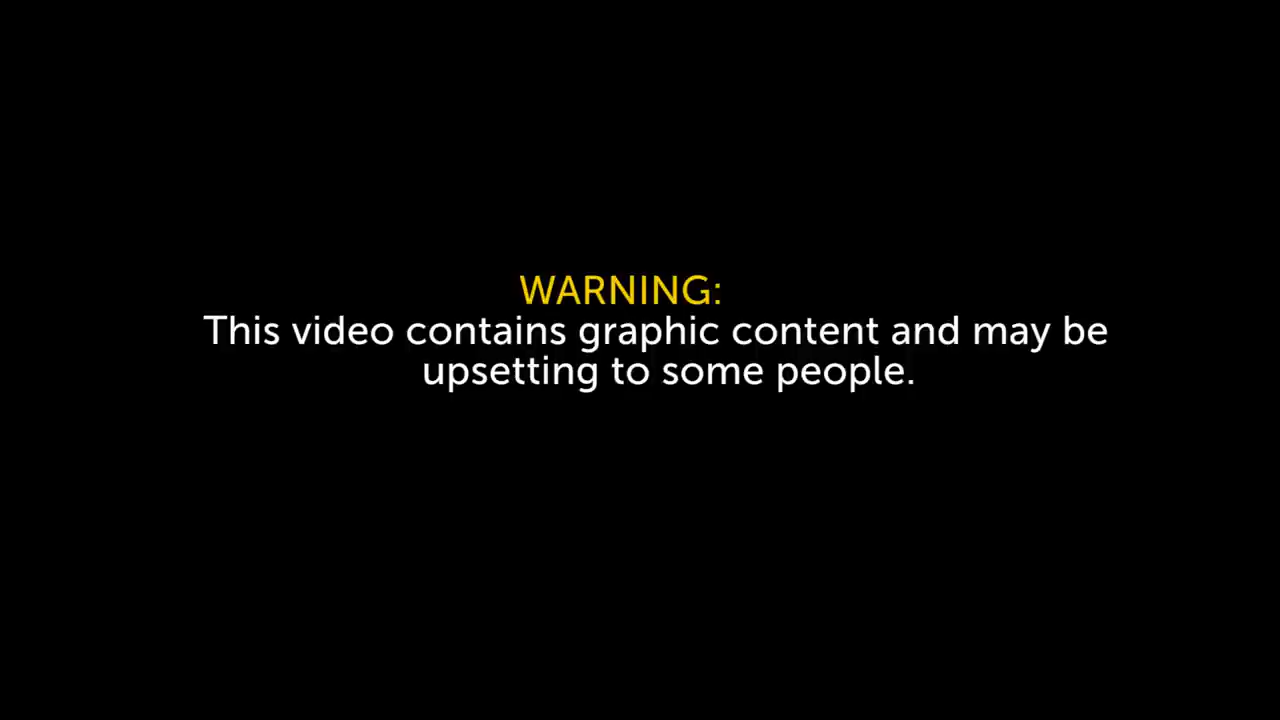 WARNING:
This video contains graphic content and may be
upsetting to some people.